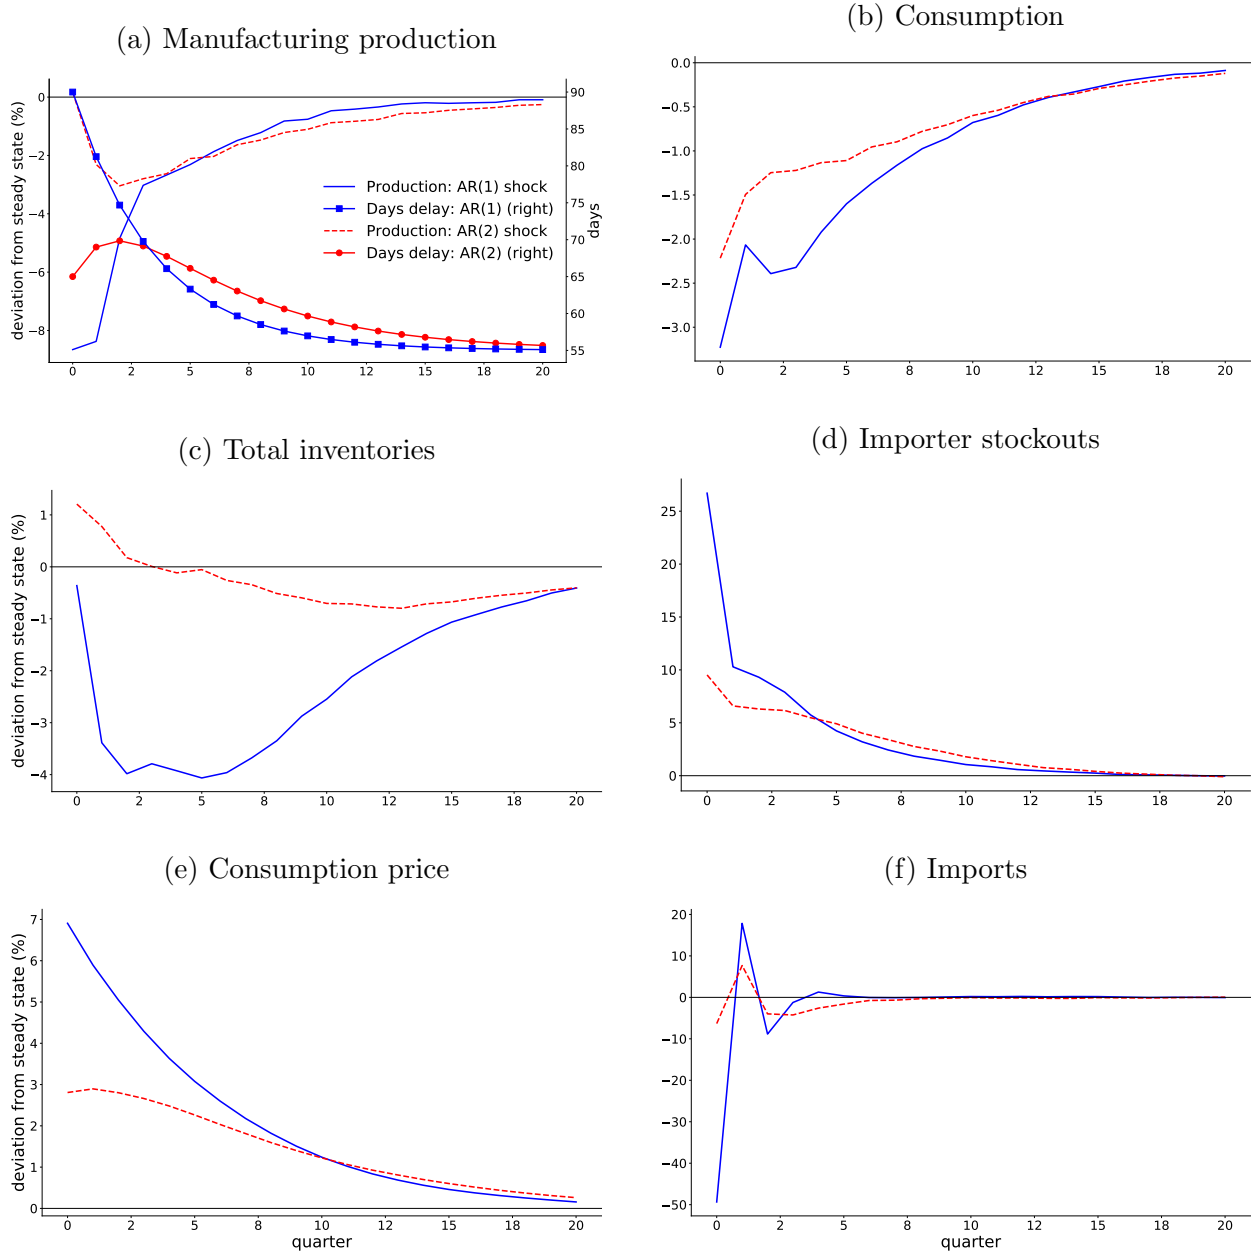 (a) Manufacturing production
deviation from steady state (%)
0
−2
−4
−6
−8
90
85
80
75
70
65
60
55
days
Production: AR(1) shock
Days delay: AR(1) (right)
Production: AR(2) shock
Days delay: AR(2) (right)
0 2 5 8 10 12 15 18 20
(b) Consumption
0.0
−0.5
−1.0
−1.5
−2.0
−2.5
−3.0
0 2 5 8 10 12 15 18 20
(c) Total inventories
deviation from steady state (%)
1
0
−1
−2
−3
−4
0 2 5 8 10 12 15 18 20
(d) Importer stockouts
25
20
15
10
5
0
0 2 5 8 10 12 15 18 20
(e) Consumption price
deviation from steady state (%)
7
6
5
4
3
2
1
0
0 2 5 8 10 12 15 18 20
quarter
(f) Imports
20
10
0
−10
−20
−30
−40
−50
0 2 5 8 10 12 15 18 20
quarter